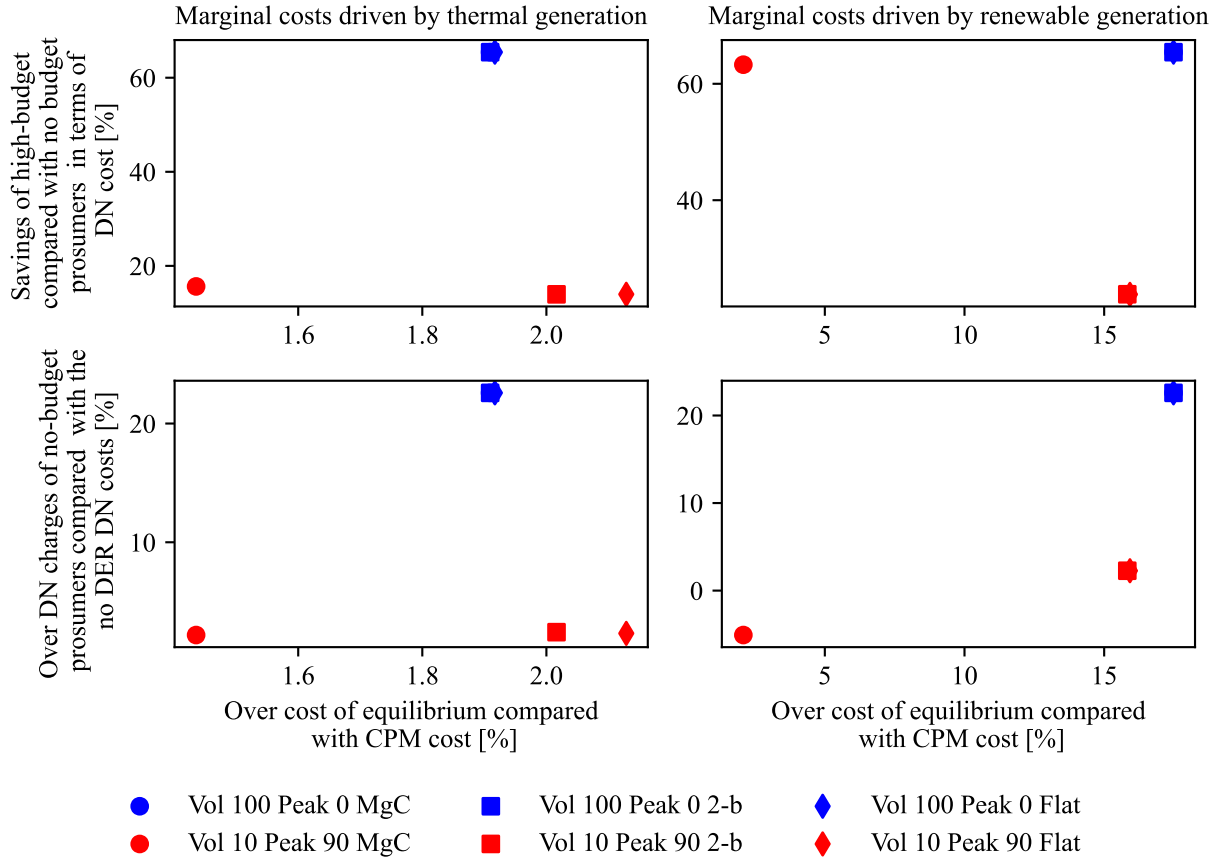 Marginal costs driven by thermal generation
Marginal costs driven by renewable generation
Savings of high-budget
compared with no budget
prosumers in terms of
DN cost [%]
60
40
20
1.6
1.8
2.0
60
40
5
10
15
Over DN charges of no-budget
prosumers compared with the
no DER DN costs [%]
20
10
1.6
1.8
2.0
20
10
0
5
10
15
Over cost of equilibrium compared
with CPM cost [%]
Over cost of equilibrium compared
with CPM cost [%]
Vol 100 Peak 0 MgC
Vol 100 Peak 0 2-b
Vol 100 Peak 0 Flat
Vol 10 Peak 90 MgC
Vol 10 Peak 90 2-b
Vol 10 Peak 90 Flat